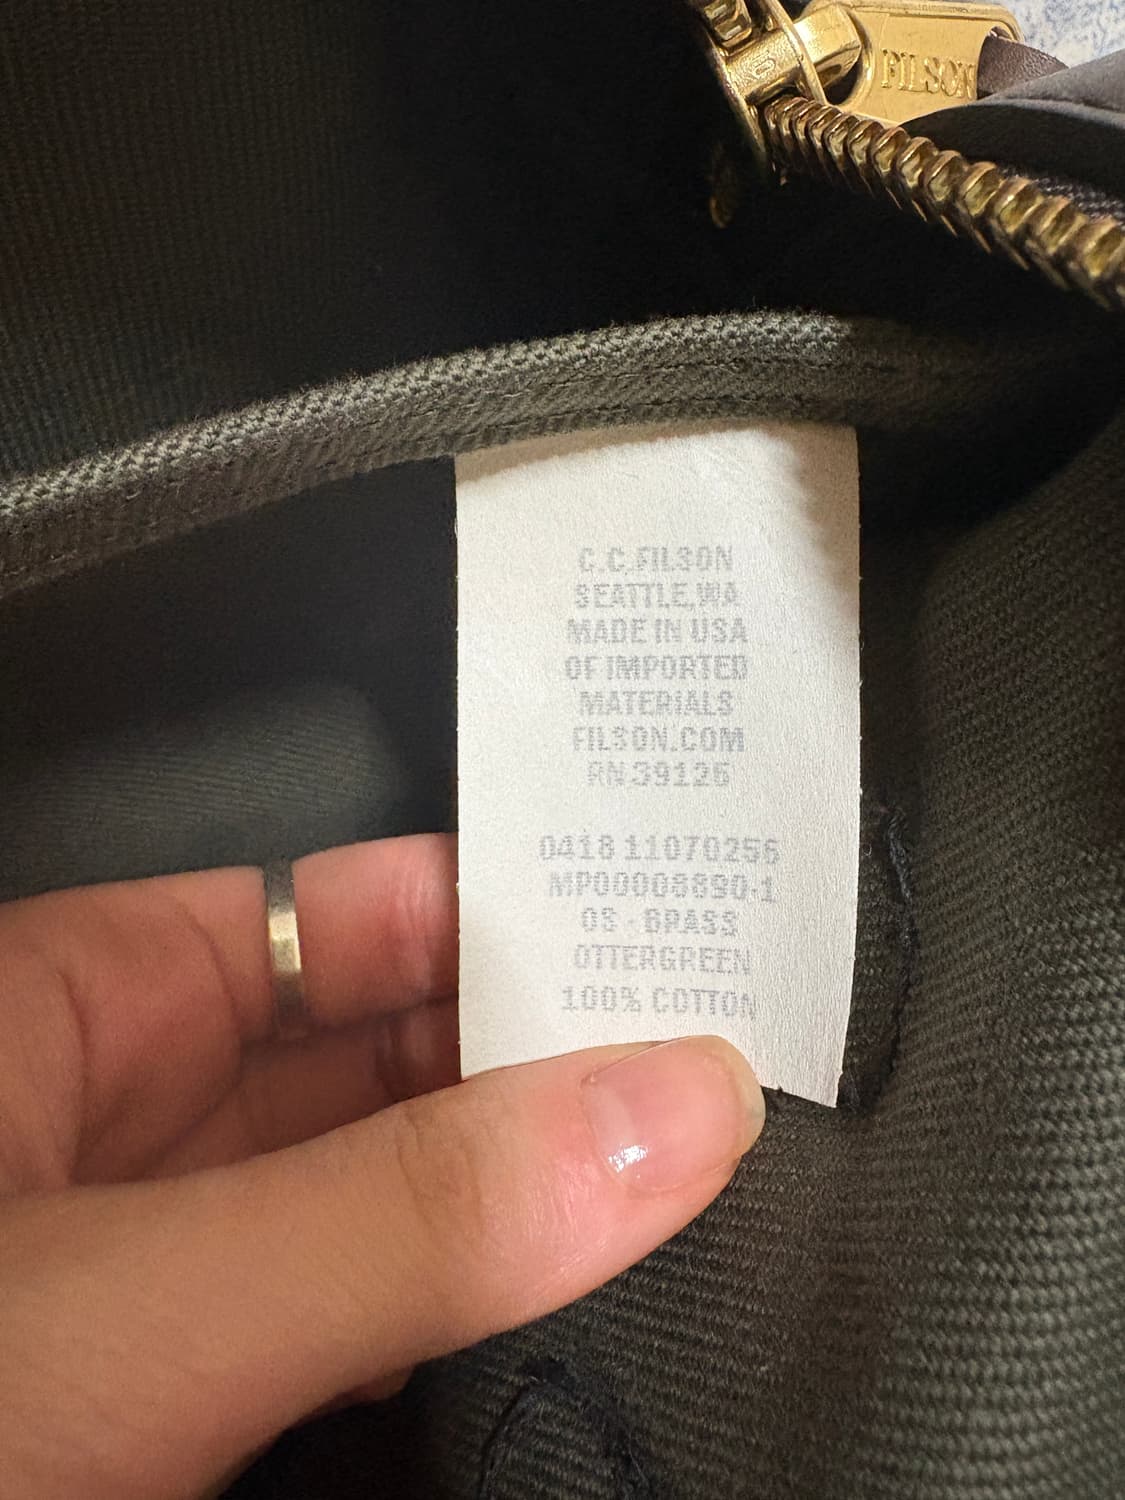 FILSON
C.C. FILSON
SEATTLE, WA
MADE IN USA
OF IMPORTED
MATERIALS
FILSON.COM
RN 39126
0418 11070256
MP00008890-1
OS - BRASS
OTTERGREEN
100% COTTON